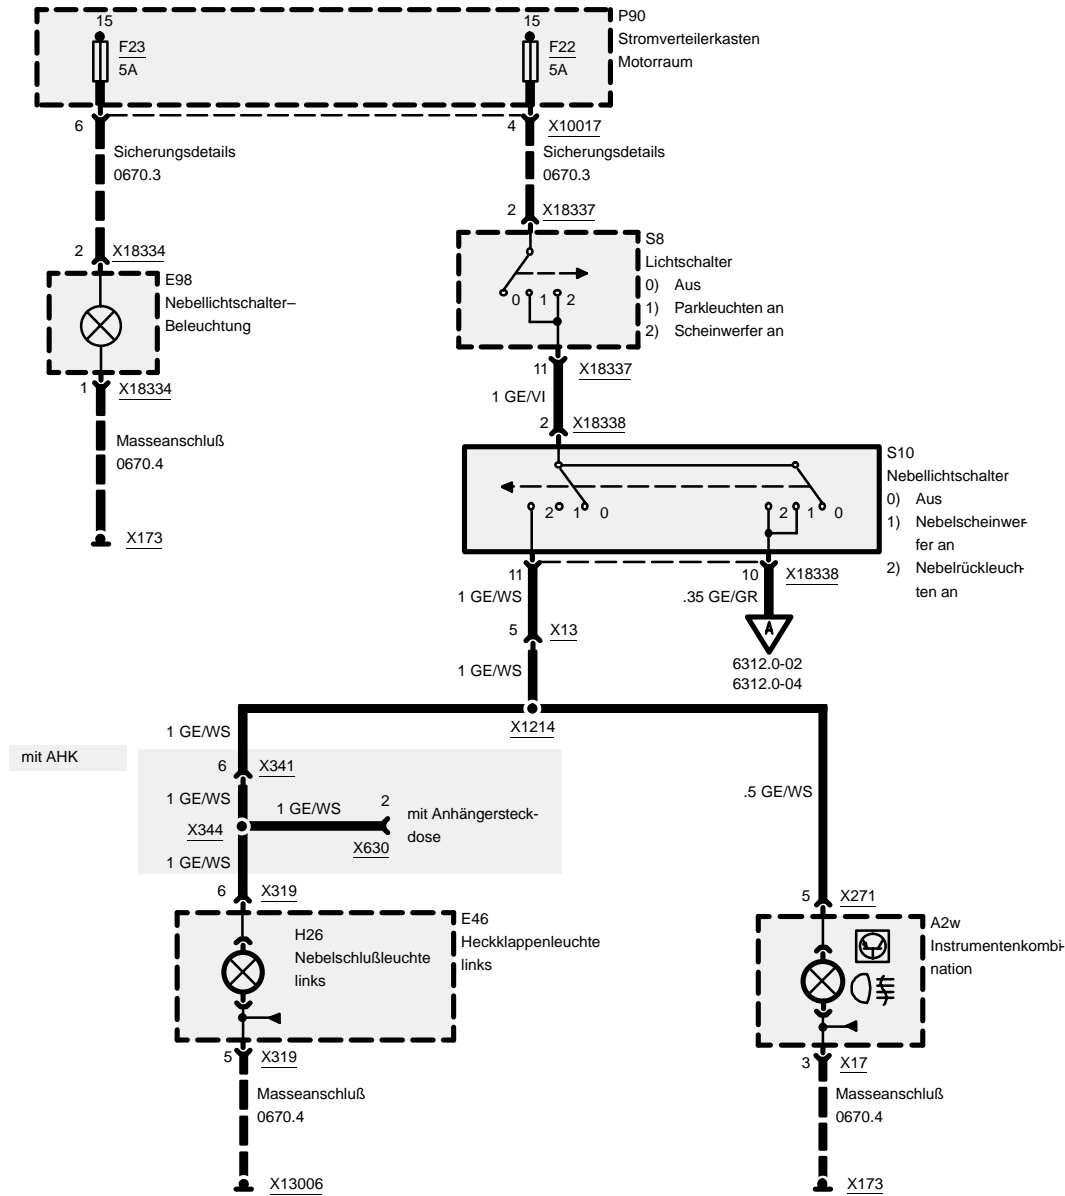 15
15
P90
Stromverteilerkasten
Motorraum
F23
5A
F22
5A
6
4
X10017
Sicherungsdetails
0670.3
Sicherungsdetails
0670.3
2
X18337
2
X18334
S8
Lichtschalter
0) Aus
1) Parkleuchten an
2) Scheinwerfer an
0
1
2
E98
Nebellichtschalter–
Beleuchtung
1
X18334
11
X18337
1 GE/VI
2
X18338
Masseanschluß
0670.4
X173
S10
Nebellichtschalter
0) Aus
1) Nebelscheinwer-
fer an
2) Nebelrückleuch-
ten an
2
1
0
2
1
0
11
10
X18338
1 GE/WS
.35 GE/GR
5
X13
A
1 GE/WS
6312.0-02
6312.0-04
X1214
1 GE/WS
mit AHK
6
X341
1 GE/WS
1 GE/WS
2
mit Anhängersteck-
dose
X344
X630
1 GE/WS
.5 GE/WS
6
X319
5
X271
E46
Heckklappenleuchte
links
H26
Nebelschlußleuchte
links
A2w
Instrumentenkombi-
nation
5
X319
3
X17
Masseanschluß
0670.4
Masseanschluß
0670.4
X13006
X173